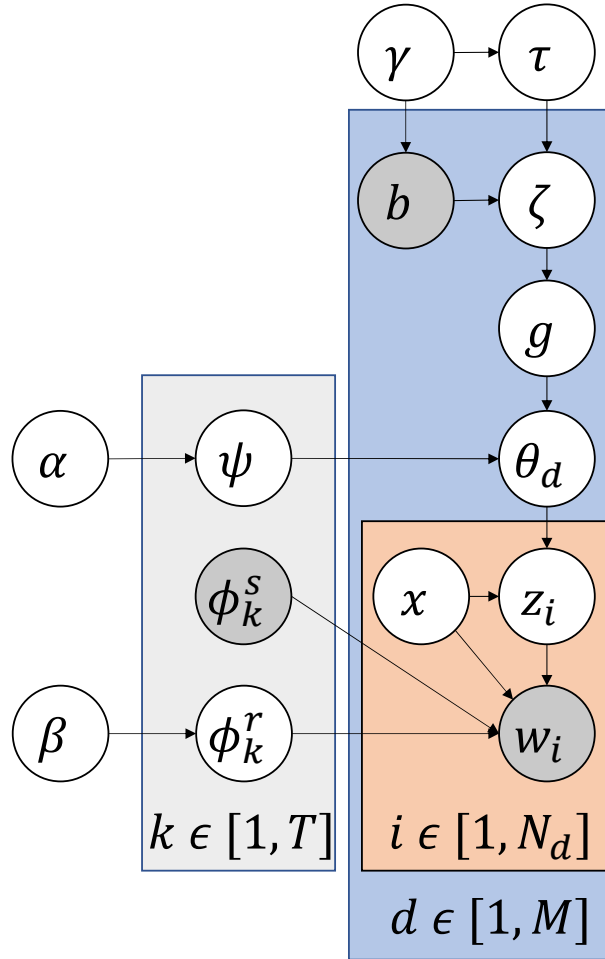 γ τ
b ζ
g
α ψ θ_d
ϕ_k^s x z_i
β ϕ_k^r w_i
k ϵ [1, T] i ϵ [1, N_d]
d ϵ [1, M]